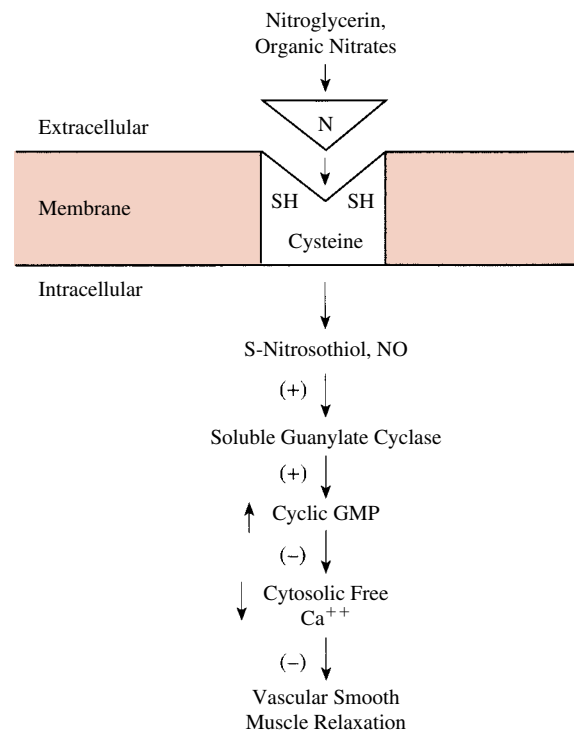 Nitroglycerin,
Organic Nitrates
N
Extracellular
SH SH
Membrane
Cysteine
Intracellular
S-Nitrosothiol, NO
(+)
Soluble Guanylate Cyclase
(+)
Cyclic GMP
(–)
Cytosolic Free
Ca++
(–)
Vascular Smooth
Muscle Relaxation